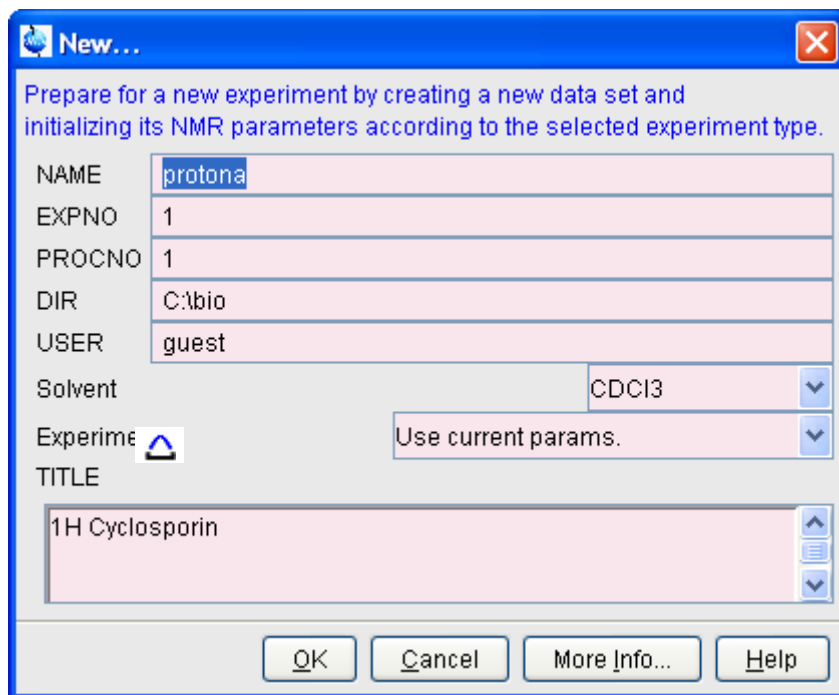 New...
Prepare for a new experiment by creating a new data set and
initializing its NMR parameters according to the selected experiment type.
NAME protona
EXPNO 1
PROCNO 1
DIR C:\bio
USER guest
Solvent CDCl3
Experime Use current params.
TITLE
1H Cyclosporin
OK Cancel More Info... Help